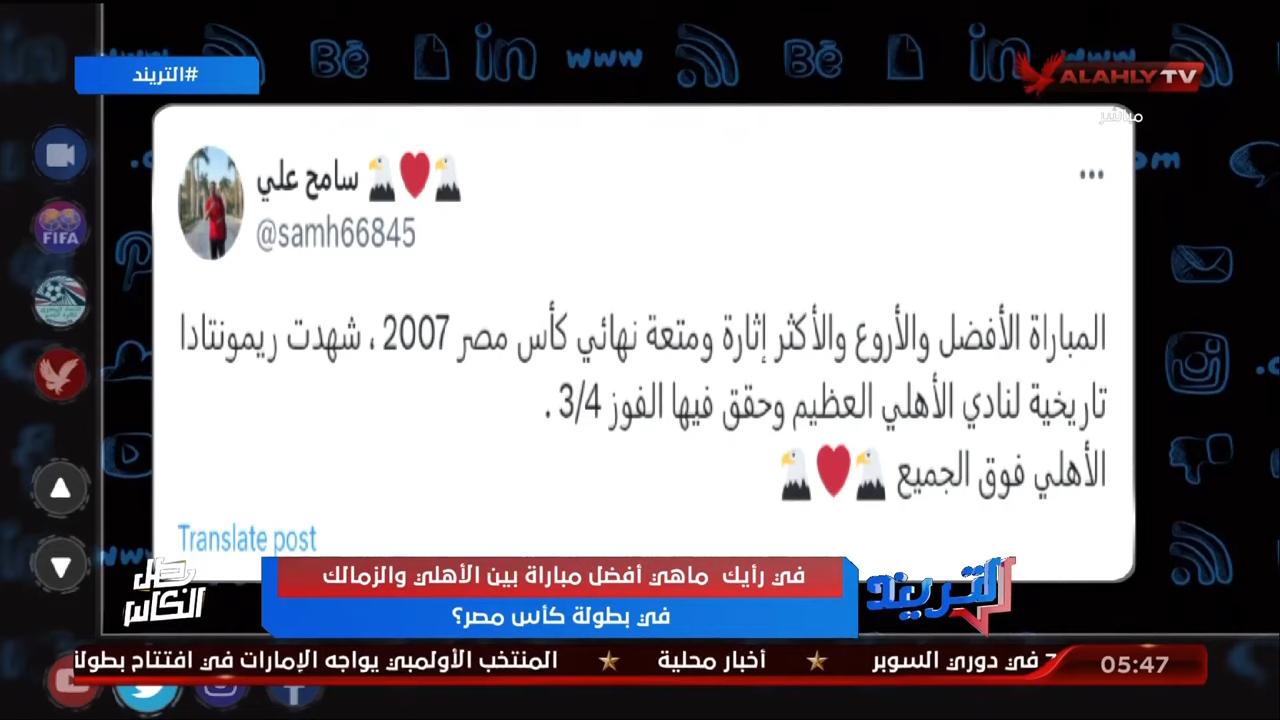 #التريند
ALAHLY TV
مباشر
سامح علي
@samh66845
FIFA
المباراة الأفضل والأروع والأكثر إثارة ومتعة نهائي كأس مصر 2007 ، شهدت ريمونتادا
تاريخية لنادي الأهلي العظيم وحقق فيها الفوز 3/4 .
الأهلي فوق الجميع
Translate post
في رأيك ماهي أفضل مباراة بين الأهلي والزمالك
في بطولة كأس مصر؟
التريند
الكاس
في دوري السوبر ★ أخبار محلية ★ المنتخب الأولمبي يواجه الإمارات في افتتاح
05:47